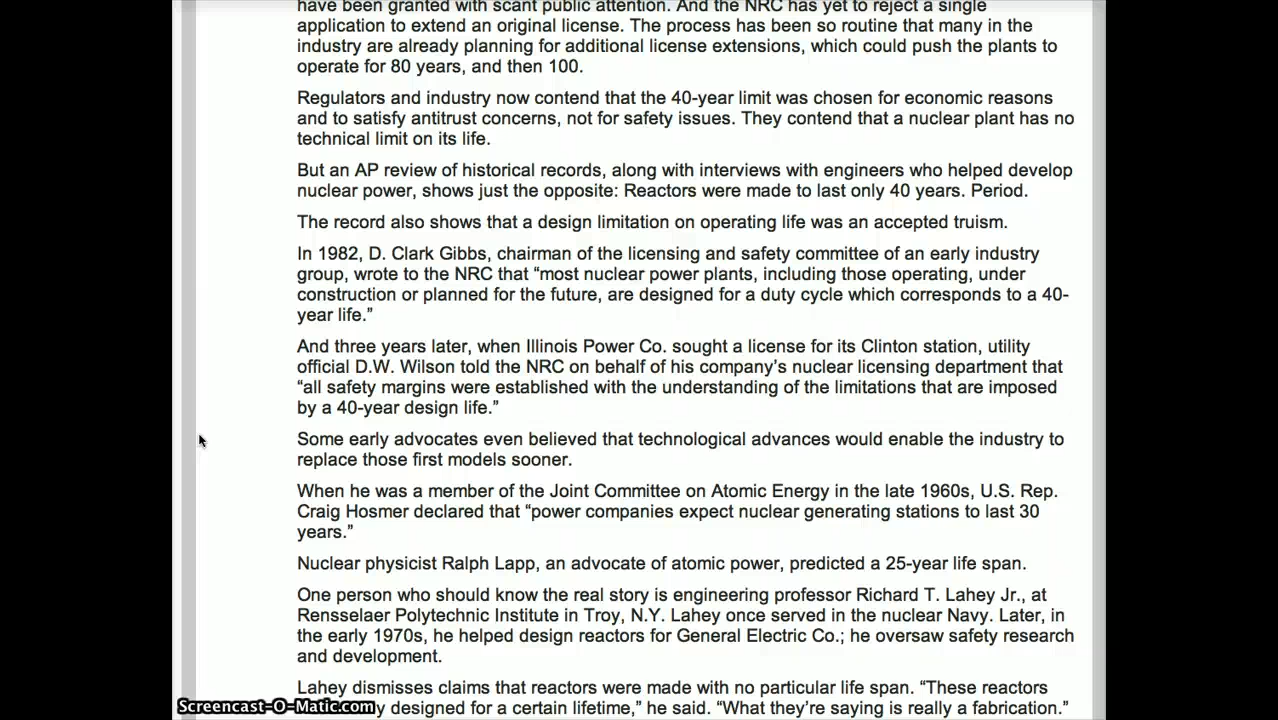 have been granted with scant public attention. And the NRC has yet to reject a single
application to extend an original license. The process has been so routine that many in the
industry are already planning for additional license extensions, which could push the plants to
operate for 80 years, and then 100.
Regulators and industry now contend that the 40-year limit was chosen for economic reasons
and to satisfy antitrust concerns, not for safety issues. They contend that a nuclear plant has no
technical limit on its life.
But an AP review of historical records, along with interviews with engineers who helped develop
nuclear power, shows just the opposite: Reactors were made to last only 40 years. Period.
The record also shows that a design limitation on operating life was an accepted truism.
In 1982, D. Clark Gibbs, chairman of the licensing and safety committee of an early industry
group, wrote to the NRC that “most nuclear power plants, including those operating, under
construction or planned for the future, are designed for a duty cycle which corresponds to a 40-
year life.”
And three years later, when Illinois Power Co. sought a license for its Clinton station, utility
official D.W. Wilson told the NRC on behalf of his company’s nuclear licensing department that
“all safety margins were established with the understanding of the limitations that are imposed
by a 40-year design life.”
Some early advocates even believed that technological advances would enable the industry to
replace those first models sooner.
When he was a member of the Joint Committee on Atomic Energy in the late 1960s, U.S. Rep.
Craig Hosmer declared that “power companies expect nuclear generating stations to last 30
years.”
Nuclear physicist Ralph Lapp, an advocate of atomic power, predicted a 25-year life span.
One person who should know the real story is engineering professor Richard T. Lahey Jr., at
Rensselaer Polytechnic Institute in Troy, N.Y. Lahey once served in the nuclear Navy. Later, in
the early 1970s, he helped design reactors for General Electric Co.; he oversaw safety research
and development.
Lahey dismisses claims that reactors were made with no particular life span. “These reactors
designed for a certain lifetime,” he said. “What they’re saying is really a fabrication.”
Screencast-O-Matic.com